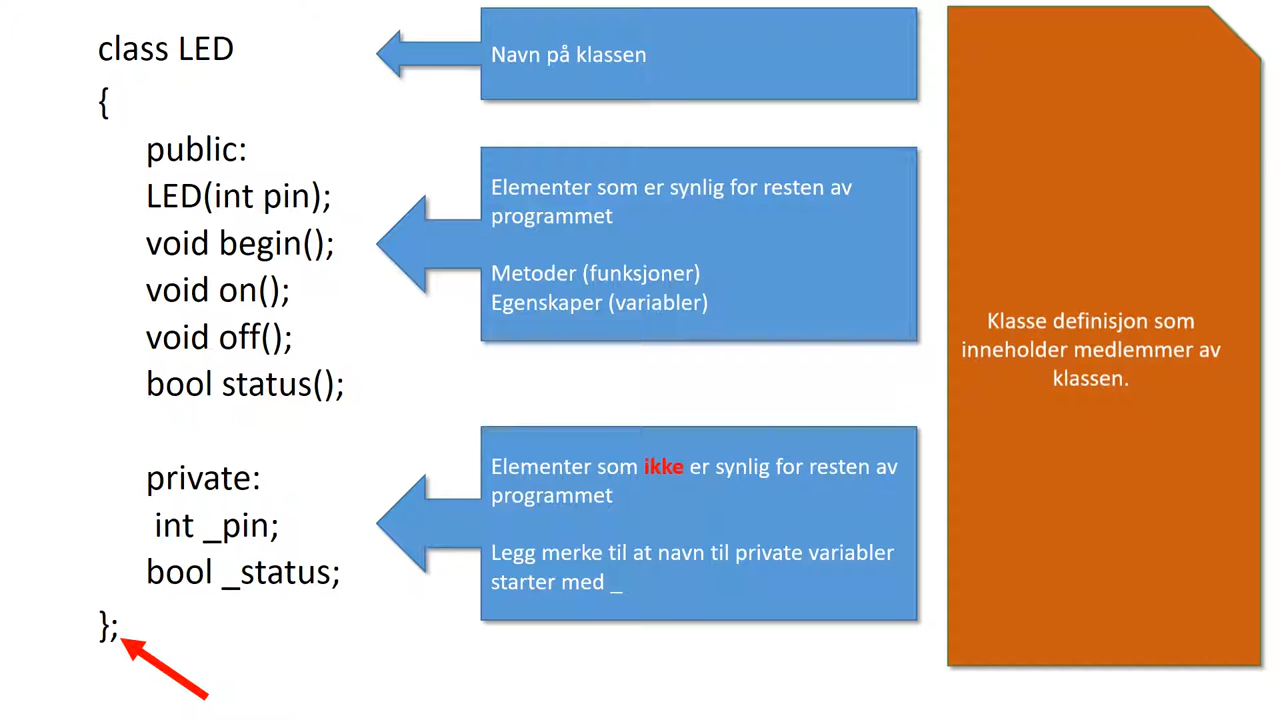 class LED
{
public:
LED(int pin);
void begin();
void on();
void off();
bool status();
private:
int _pin;
bool _status;
};
Navn på klassen
Elementer som er synlig for resten av
programmet
Metoder (funksjoner)
Egenskaper (variabler)
Elementer som ikke er synlig for resten av
programmet
Legg merke til at navn til private variabler
starter med _
Klasse definisjon som
inneholder medlemmer av
klassen.